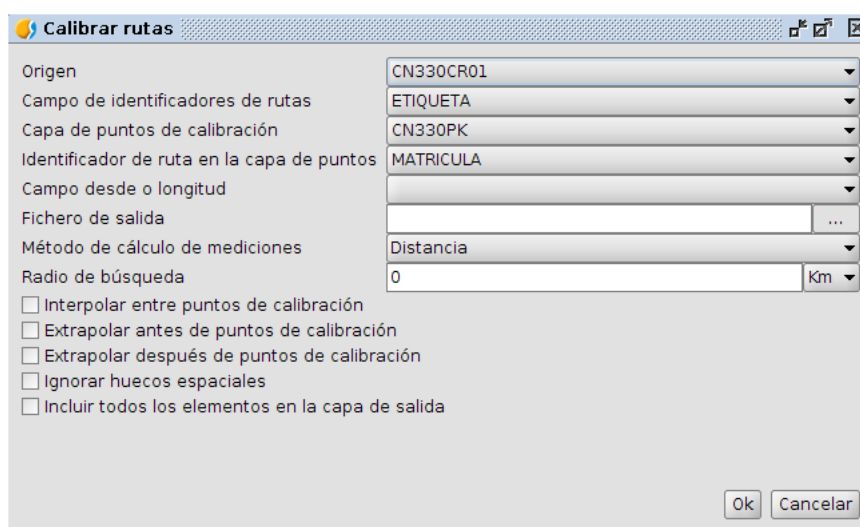 Calibrar rutas
Origen CN330CR01
Campo de identificadores de rutas ETIQUETA
Capa de puntos de calibración CN330PK
Identificador de ruta en la capa de puntos MATRICULA
Campo desde o longitud
Fichero de salida ...
Método de cálculo de mediciones Distancia
Radio de búsqueda 0 Km
Interpolar entre puntos de calibración
Extrapolar antes de puntos de calibración
Extrapolar después de puntos de calibración
Ignorar huecos espaciales
Incluir todos los elementos en la capa de salida
Ok Cancelar